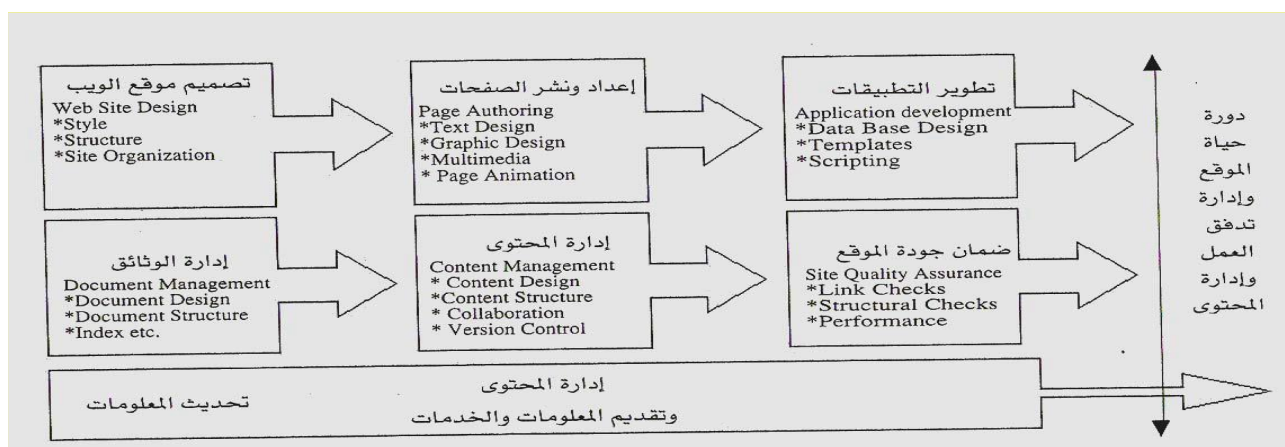 تصميم موقع الويب
Web Site Design
*Style
*Structure
*Site Organization
إعداد ونشر الصفحات
Page Authoring
*Text Design
*Graphic Design
*Multimedia
* Page Animation
تطوير التطبيقات
Application development
*Data Base Design
*Templates
*Scripting
إدارة الوثائق
Document Management
*Document Design
*Document Structure
*Index etc.
إدارة المحتوى
Content Management
* Content Design
*Content Structure
* Collaboration
* Version Control
ضمان جودة الموقع
Site Quality Assurance
*Link Checks
*Structural Checks
*Performance
دورة
حياة
الموقع
وإدارة
تدفق
العمل
وإدارة
المحتوى
إدارة المحتوى
تحديث المعلومات
وتقديم المعلومات والخدمات